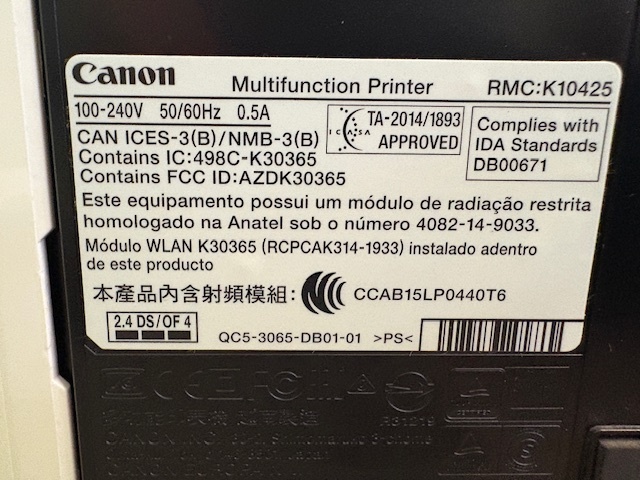 Canon Multifunction Printer RMC:K10425
100-240V 50/60Hz 0.5A
CAN ICES-3(B)/NMB-3(B)
Contains IC:498C-K30365
Contains FCC ID:AZDK30365
ICASA
TA-2014/1893
APPROVED
Complies with
IDA Standards
DB00671
Este equipamento possui um módulo de radiação restrita
homologado na Anatel sob o número 4082-14-9033.
Módulo WLAN K30365 (RCPCAK314-1933) instalado adentro
de este producto
本產品內含射頻模組: CCAB15LP0440T6
2.4 DS/OF 4
QC5-3065-DB01-01 >PS<
CANON INC.